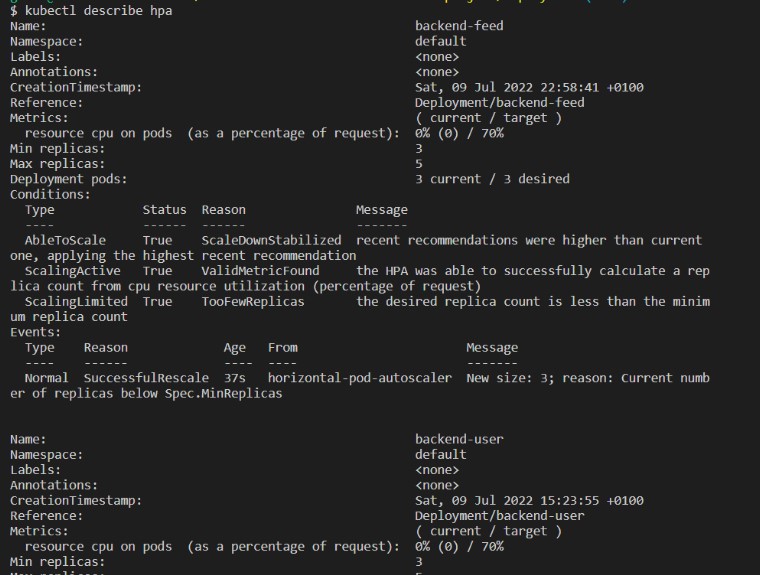 $ kubectl describe hpa
Name:                                                  backend-feed
Namespace:                                             default
Labels:                                                <none>
Annotations:                                           <none>
CreationTimestamp:                                     Sat, 09 Jul 2022 22:58:41 +0100
Reference:                                             Deployment/backend-feed
Metrics:                                               ( current / target )
  resource cpu on pods  (as a percentage of request):  0% (0) / 70%
Min replicas:                                          3
Max replicas:                                          5
Deployment pods:                                       3 current / 3 desired
Conditions:
  Type            Status  Reason               Message
  ----            ------  ------               -------
  AbleToScale     True    ScaleDownStabilized  recent recommendations were higher than current
one, applying the highest recent recommendation
  ScalingActive   True    ValidMetricFound     the HPA was able to successfully calculate a rep
lica count from cpu resource utilization (percentage of request)
  ScalingLimited  True    TooFewReplicas       the desired replica count is less than the minim
um replica count
Events:
  Type    Reason             Age   From                       Message
  ----    ------             ----  ----                       -------
  Normal  SuccessfulRescale  37s   horizontal-pod-autoscaler  New size: 3; reason: Current numb
er of replicas below Spec.MinReplicas
Name:                                                  backend-user
Namespace:                                             default
Labels:                                                <none>
Annotations:                                           <none>
CreationTimestamp:                                     Sat, 09 Jul 2022 15:23:55 +0100
Reference:                                             Deployment/backend-user
Metrics:                                               ( current / target )
  resource cpu on pods  (as a percentage of request):  0% (0) / 70%
Min replicas:                                          3